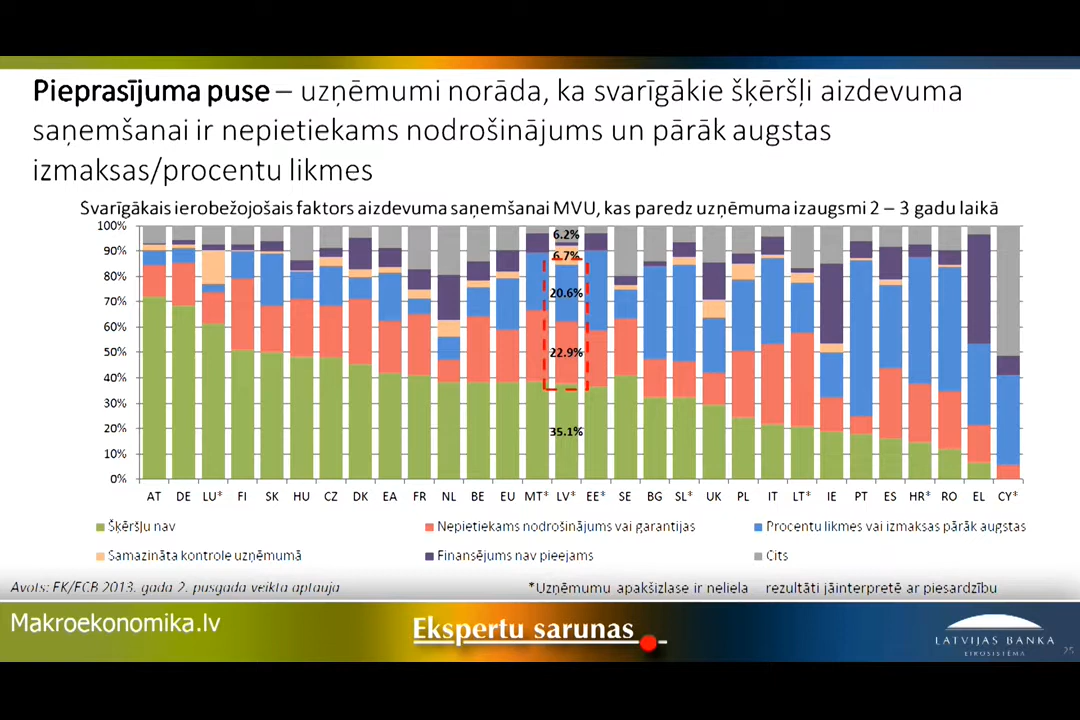 Pieprasījuma puse – uzņēmumi norāda, ka svarīgākie šķēršļi aizdevuma
saņemšanai ir nepietiekams nodrošinājums un pārāk augstas
izmaksas/procentu likmes
Svarīgākais ierobežojošais faktors aizdevuma saņemšanai MVU, kas paredz uzņēmuma izaugsmi 2 – 3 gadu laikā
100%
90%
80%
70%
60%
50%
40%
30%
20%
10%
0%
6.2%
6.7%
20.6%
22.9%
35.1%
AT DE LU* FI SK HU CZ DK EA FR NL BE EU MT* LV* EE* SE BG SL* UK PL IT LT* IE PT ES HR* RO EL CY*
Šķēršļu nav Nepietiekams nodrošinājums vai garantijas Procentu likmes vai izmaksas pārāk augstas
Samazināta kontrole uzņēmumā Finansējums nav pieejams Cits
Avots: EK/ECB 2013. gada 2. pusgada veikta aptauja *Uzņēmumu apakšizlase ir neliela rezultāti jāinterpretē ar piesardzību
Makroekonomika.lv
Ekspertu sarunas
LATVIJAS BANKA
EIROSISTĒMA
25